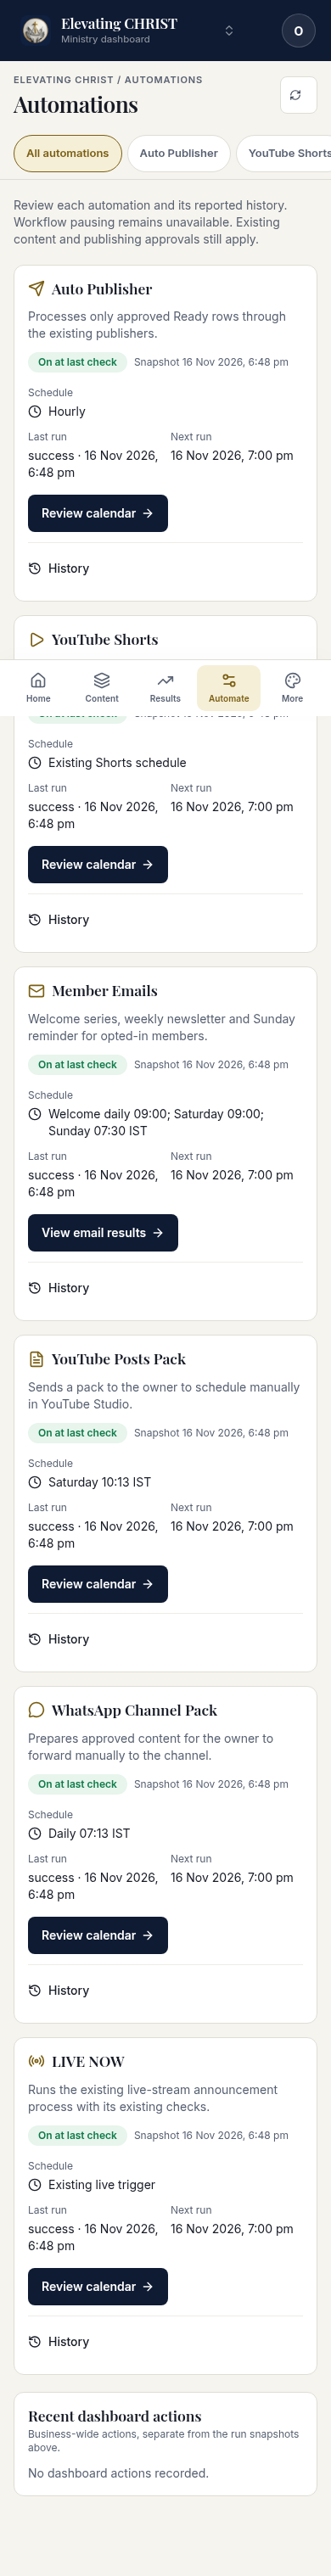 Elevating CHRIST
Ministry dashboard
O
ELEVATING CHRIST / AUTOMATIONS
Automations
All automations
Auto Publisher
YouTube Shorts
Review each automation and its reported history.
Workflow pausing remains unavailable. Existing
content and publishing approvals still apply.
Auto Publisher
Processes only approved Ready rows through
the existing publishers.
On at last check Snapshot 16 Nov 2026, 6:48 pm
Schedule
Hourly
Last run
success · 16 Nov 2026,
6:48 pm
Next run
16 Nov 2026, 7:00 pm
Review calendar →
History
YouTube Shorts
Home
Content
Results
Automate
More
Schedule
Existing Shorts schedule
Last run
success · 16 Nov 2026,
6:48 pm
Next run
16 Nov 2026, 7:00 pm
Review calendar →
History
Member Emails
Welcome series, weekly newsletter and Sunday
reminder for opted-in members.
On at last check Snapshot 16 Nov 2026, 6:48 pm
Schedule
Welcome daily 09:00; Saturday 09:00;
Sunday 07:30 IST
Last run
success · 16 Nov 2026,
6:48 pm
Next run
16 Nov 2026, 7:00 pm
View email results →
History
YouTube Posts Pack
Sends a pack to the owner to schedule manually
in YouTube Studio.
On at last check Snapshot 16 Nov 2026, 6:48 pm
Schedule
Saturday 10:13 IST
Last run
success · 16 Nov 2026,
6:48 pm
Next run
16 Nov 2026, 7:00 pm
Review calendar →
History
WhatsApp Channel Pack
Prepares approved content for the owner to
forward manually to the channel.
On at last check Snapshot 16 Nov 2026, 6:48 pm
Schedule
Daily 07:13 IST
Last run
success · 16 Nov 2026,
6:48 pm
Next run
16 Nov 2026, 7:00 pm
Review calendar →
History
LIVE NOW
Runs the existing live-stream announcement
process with its existing checks.
On at last check Snapshot 16 Nov 2026, 6:48 pm
Schedule
Existing live trigger
Last run
success · 16 Nov 2026,
6:48 pm
Next run
16 Nov 2026, 7:00 pm
Review calendar →
History
Recent dashboard actions
Business-wide actions, separate from the run snapshots
above.
No dashboard actions recorded.